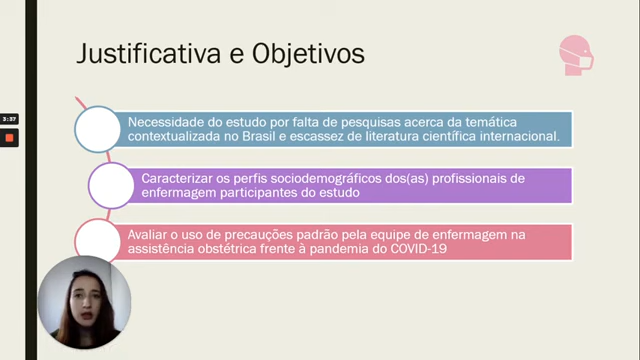 Justificativa e Objetivos
Necessidade do estudo por falta de pesquisas acerca da temática
contextualizada no Brasil e escassez de literatura científica internacional.
3:37
Caracterizar os perfis sociodemográficos dos(as) profissionais de
enfermagem participantes do estudo
Avaliar o uso de precauções padrão pela equipe de enfermagem na
assistência obstétrica frente à pandemia do COVID-19